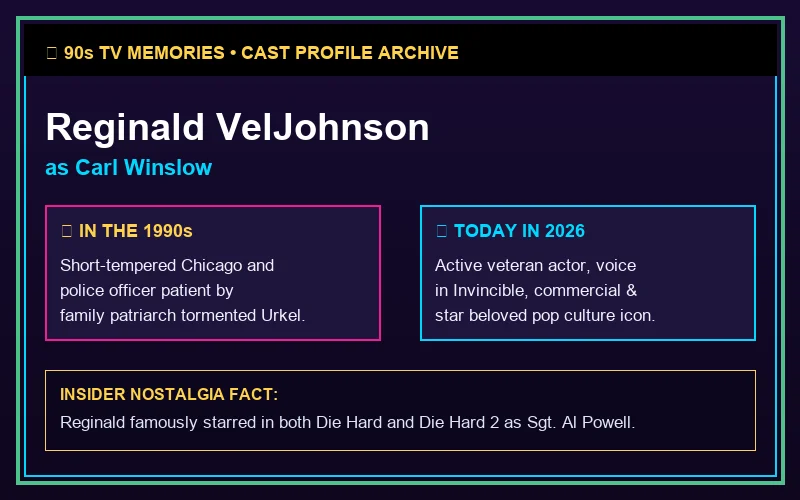 90s TV MEMORIES • CAST PROFILE ARCHIVE
Reginald VelJohnson
as Carl Winslow
IN THE 1990s
Short-tempered Chicago and
police officer patient by
family patriarch tormented Urkel.
TODAY IN 2026
Active veteran actor, voice
in Invincible, commercial &
star beloved pop culture icon.
INSIDER NOSTALGIA FACT:
Reginald famously starred in both Die Hard and Die Hard 2 as Sgt. Al Powell.